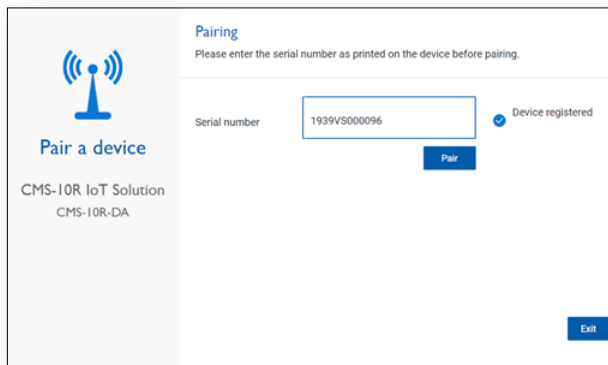 Pairing
Please enter the serial number as printed on the device before pairing.
Serial number
1939VS000096
Device registered
Pair
Pair a device
CMS-10R IoT Solution
CMS-10R-DA
Exit